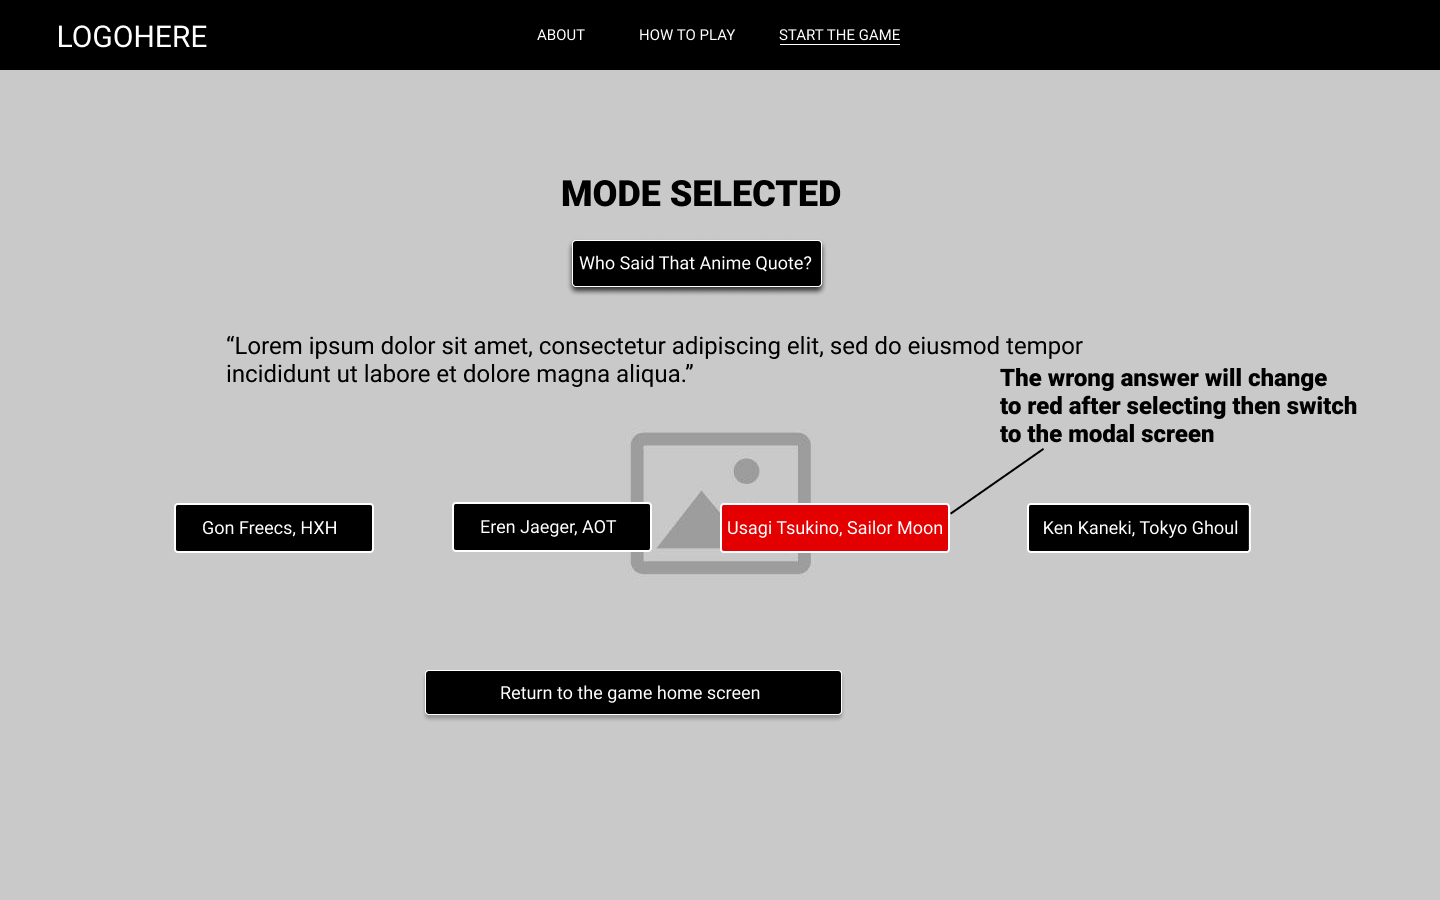 LOGOHERE
ABOUT
HOW TO PLAY
START THE GAME
MODE SELECTED
Who Said That Anime Quote?
“Lorem ipsum dolor sit amet, consectetur adipiscing elit, sed do eiusmod tempor
incididunt ut labore et dolore magna aliqua.”
The wrong answer will change
to red after selecting then switch
to the modal screen
Gon Freecs, HXH
Eren Jaeger, AOT
Usagi Tsukino, Sailor Moon
Ken Kaneki, Tokyo Ghoul
Return to the game home screen